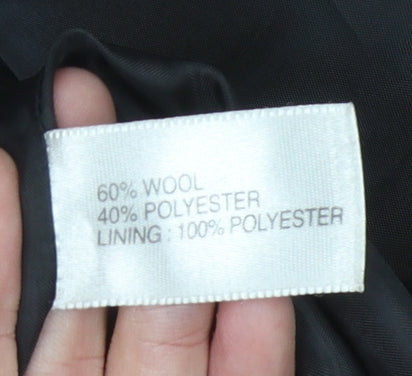 60% WOOL
40% POLYESTER
LINING : 100% POLYESTER